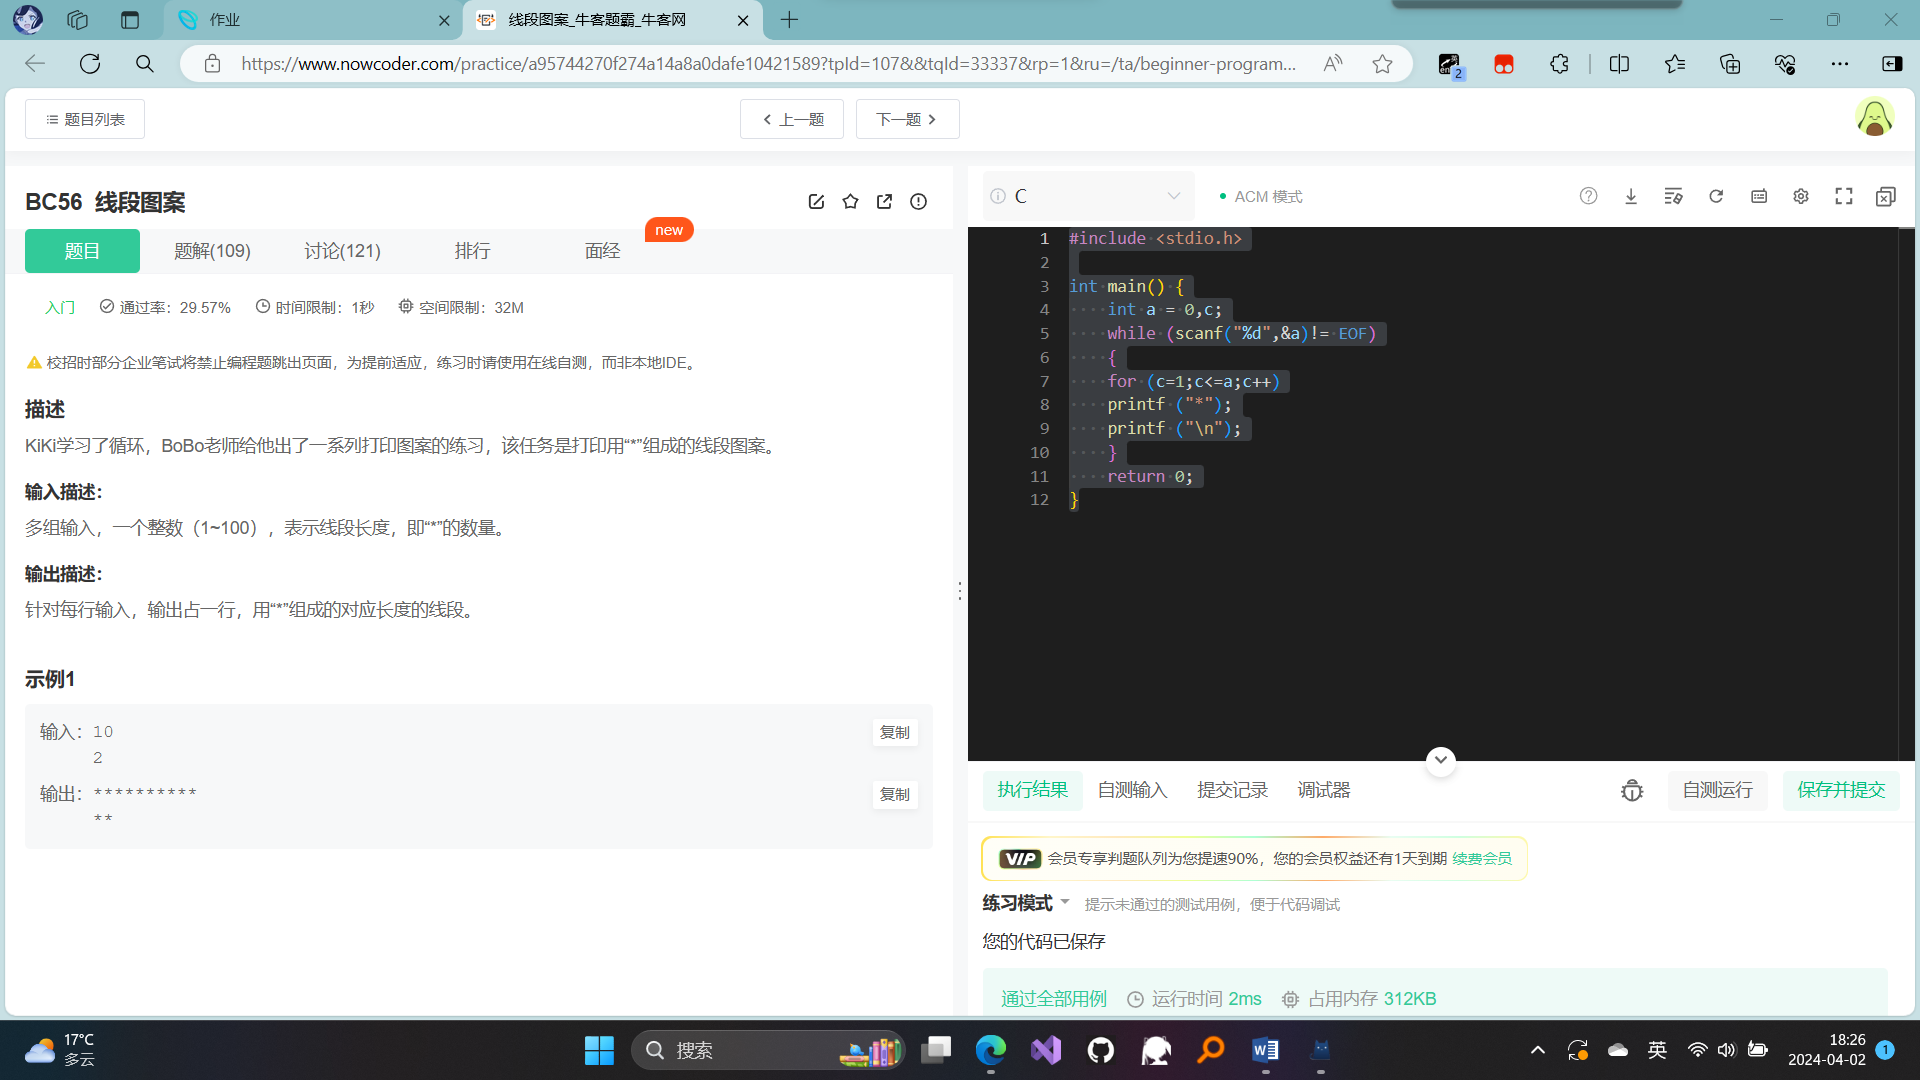 作业
线段图案_牛客题霸_牛客网
https://www.nowcoder.com/practice/a95744270f274a14a8a0dafe10421589?tpId=107&&tqId=33337&rp=1&ru=/ta/beginner-program...
2
题目列表
上一题
下一题
BC56 线段图案
题目
题解(109)
讨论(121)
排行
面经
new
入门
通过率：29.57%
时间限制：1秒
空间限制：32M
校招时部分企业笔试将禁止编程题跳出页面，为提前适应，练习时请使用在线自测，而非本地IDE。
描述
KiKi学习了循环，BoBo老师给他出了一系列打印图案的练习，该任务是打印用“*”组成的线段图案。
输入描述：
多组输入，一个整数（1~100），表示线段长度，即“*”的数量。
输出描述：
针对每行输入，输出占一行，用“*”组成的对应长度的线段。
示例1
输入：10
2
复制
输出：**********
**
复制
C
ACM 模式
1 #include <stdio.h>
2
3 int main() {
4 int a = 0,c;
5 while (scanf("%d",&a)!= EOF)
6 {
7 for (c=1;c<=a;c++)
8 printf ("*");
9 printf ("\n");
10 }
11 return 0;
12 }
执行结果
自测输入
提交记录
调试器
自测运行
保存并提交
VIP 会员专享判题队列为您提速90%，您的会员权益还有1天到期 续费会员
练习模式
提示未通过的测试用例，便于代码调试
您的代码已保存
通过全部用例
运行时间 2ms
占用内存 312KB
17°C
多云
搜索
英
18:26
2024-04-02
1